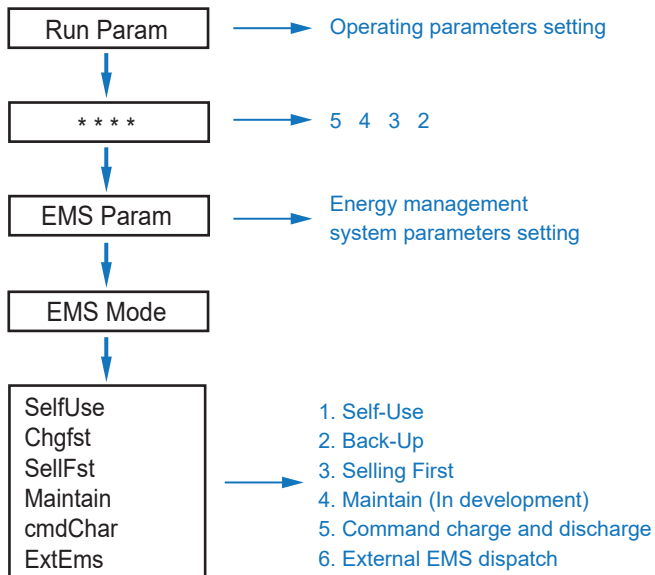 Run Param
Operating parameters setting
* * * *
5 4 3 2
EMS Param
Energy management
system parameters setting
EMS Mode
SelfUse
Chgfst
SellFst
Maintain
cmdChar
ExtEms
1. Self-Use
2. Back-Up
3. Selling First
4. Maintain (In development)
5. Command charge and discharge
6. External EMS dispatch